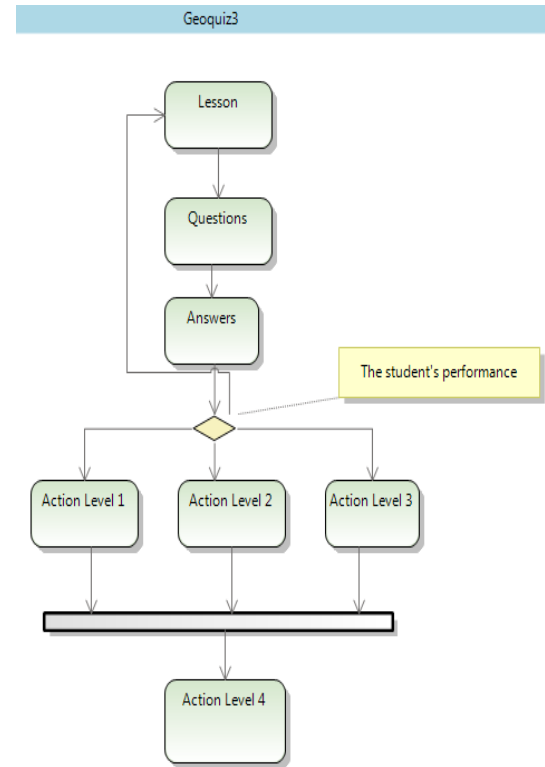 Geoquiz3
Lesson
Questions
Answers
The student's performance
Action Level 1
Action Level 2
Action Level 3
Action Level 4